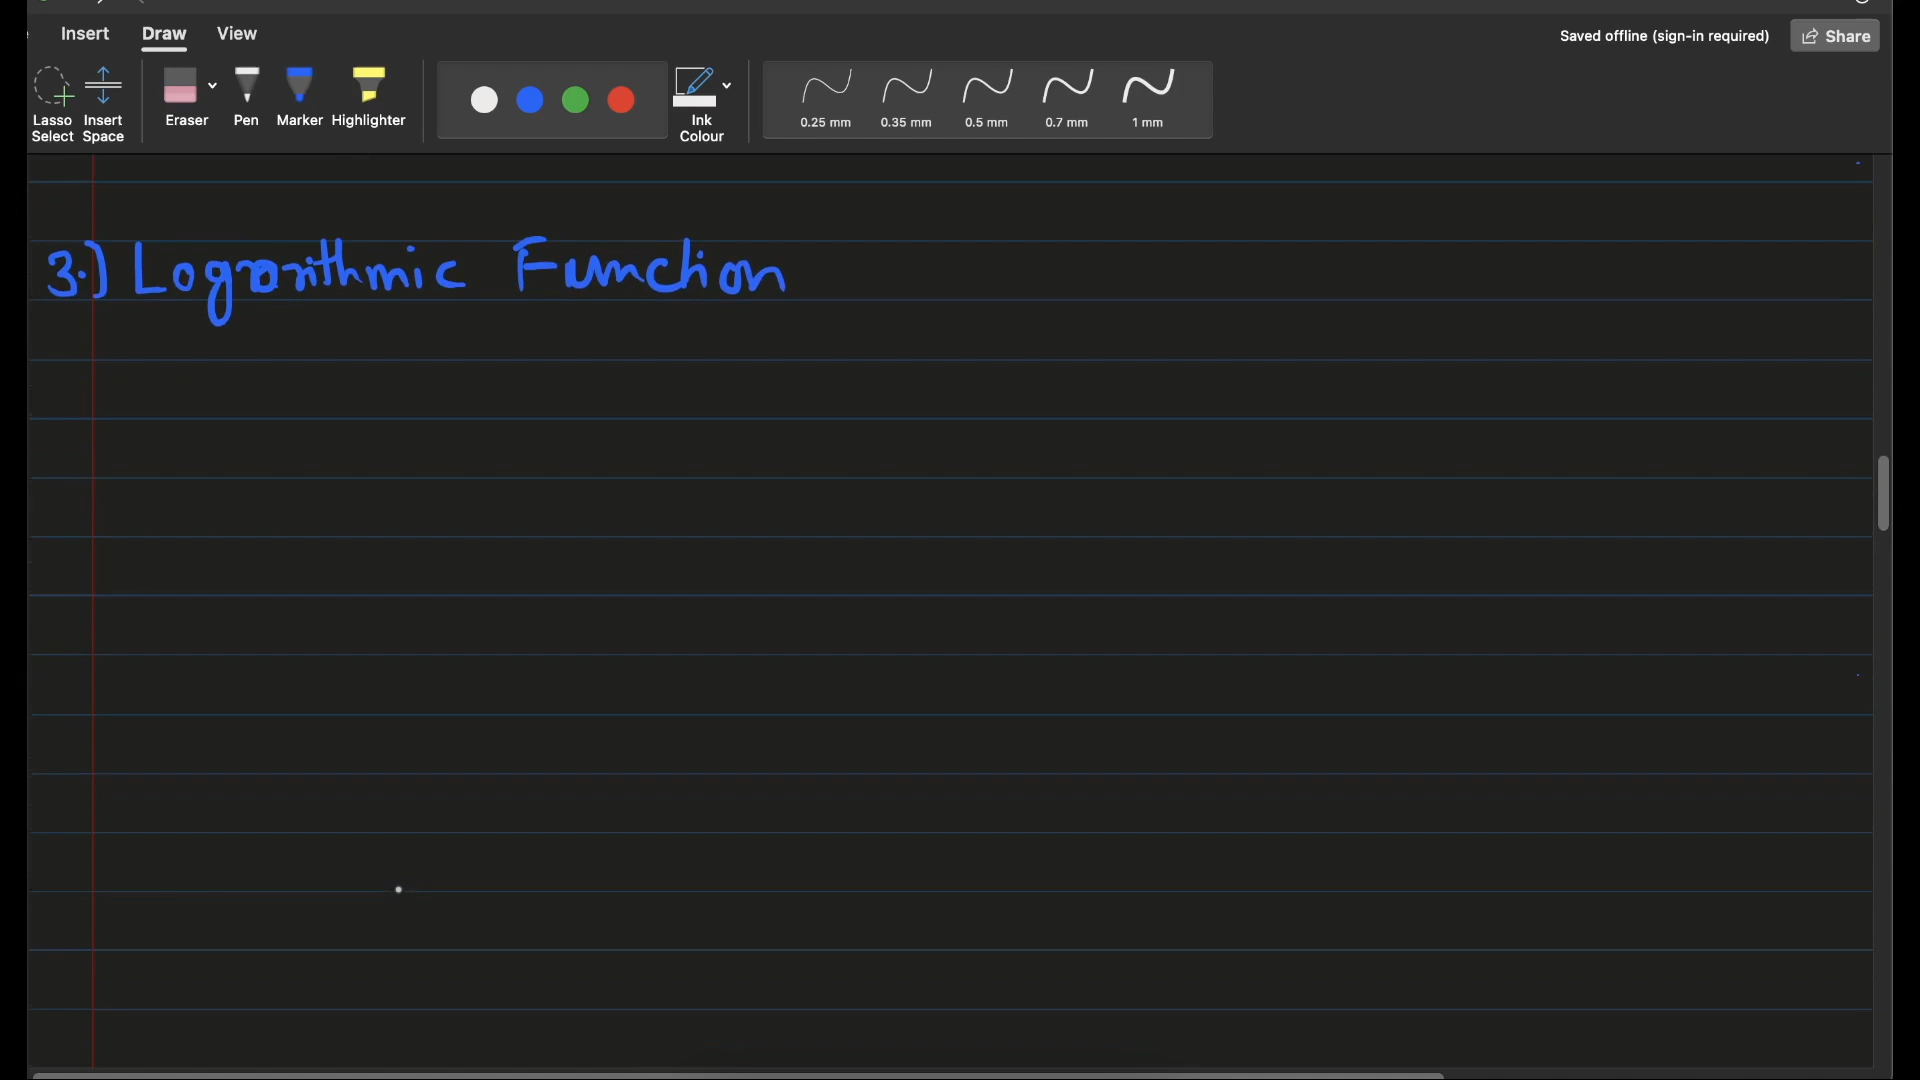 Insert Draw View
Saved offline (sign-in required) Share
Lasso Select
Insert Space
Eraser Pen Marker Highlighter
Ink Colour
0.25 mm 0.35 mm 0.5 mm 0.7 mm 1 mm
3.) Logrorithmic Function